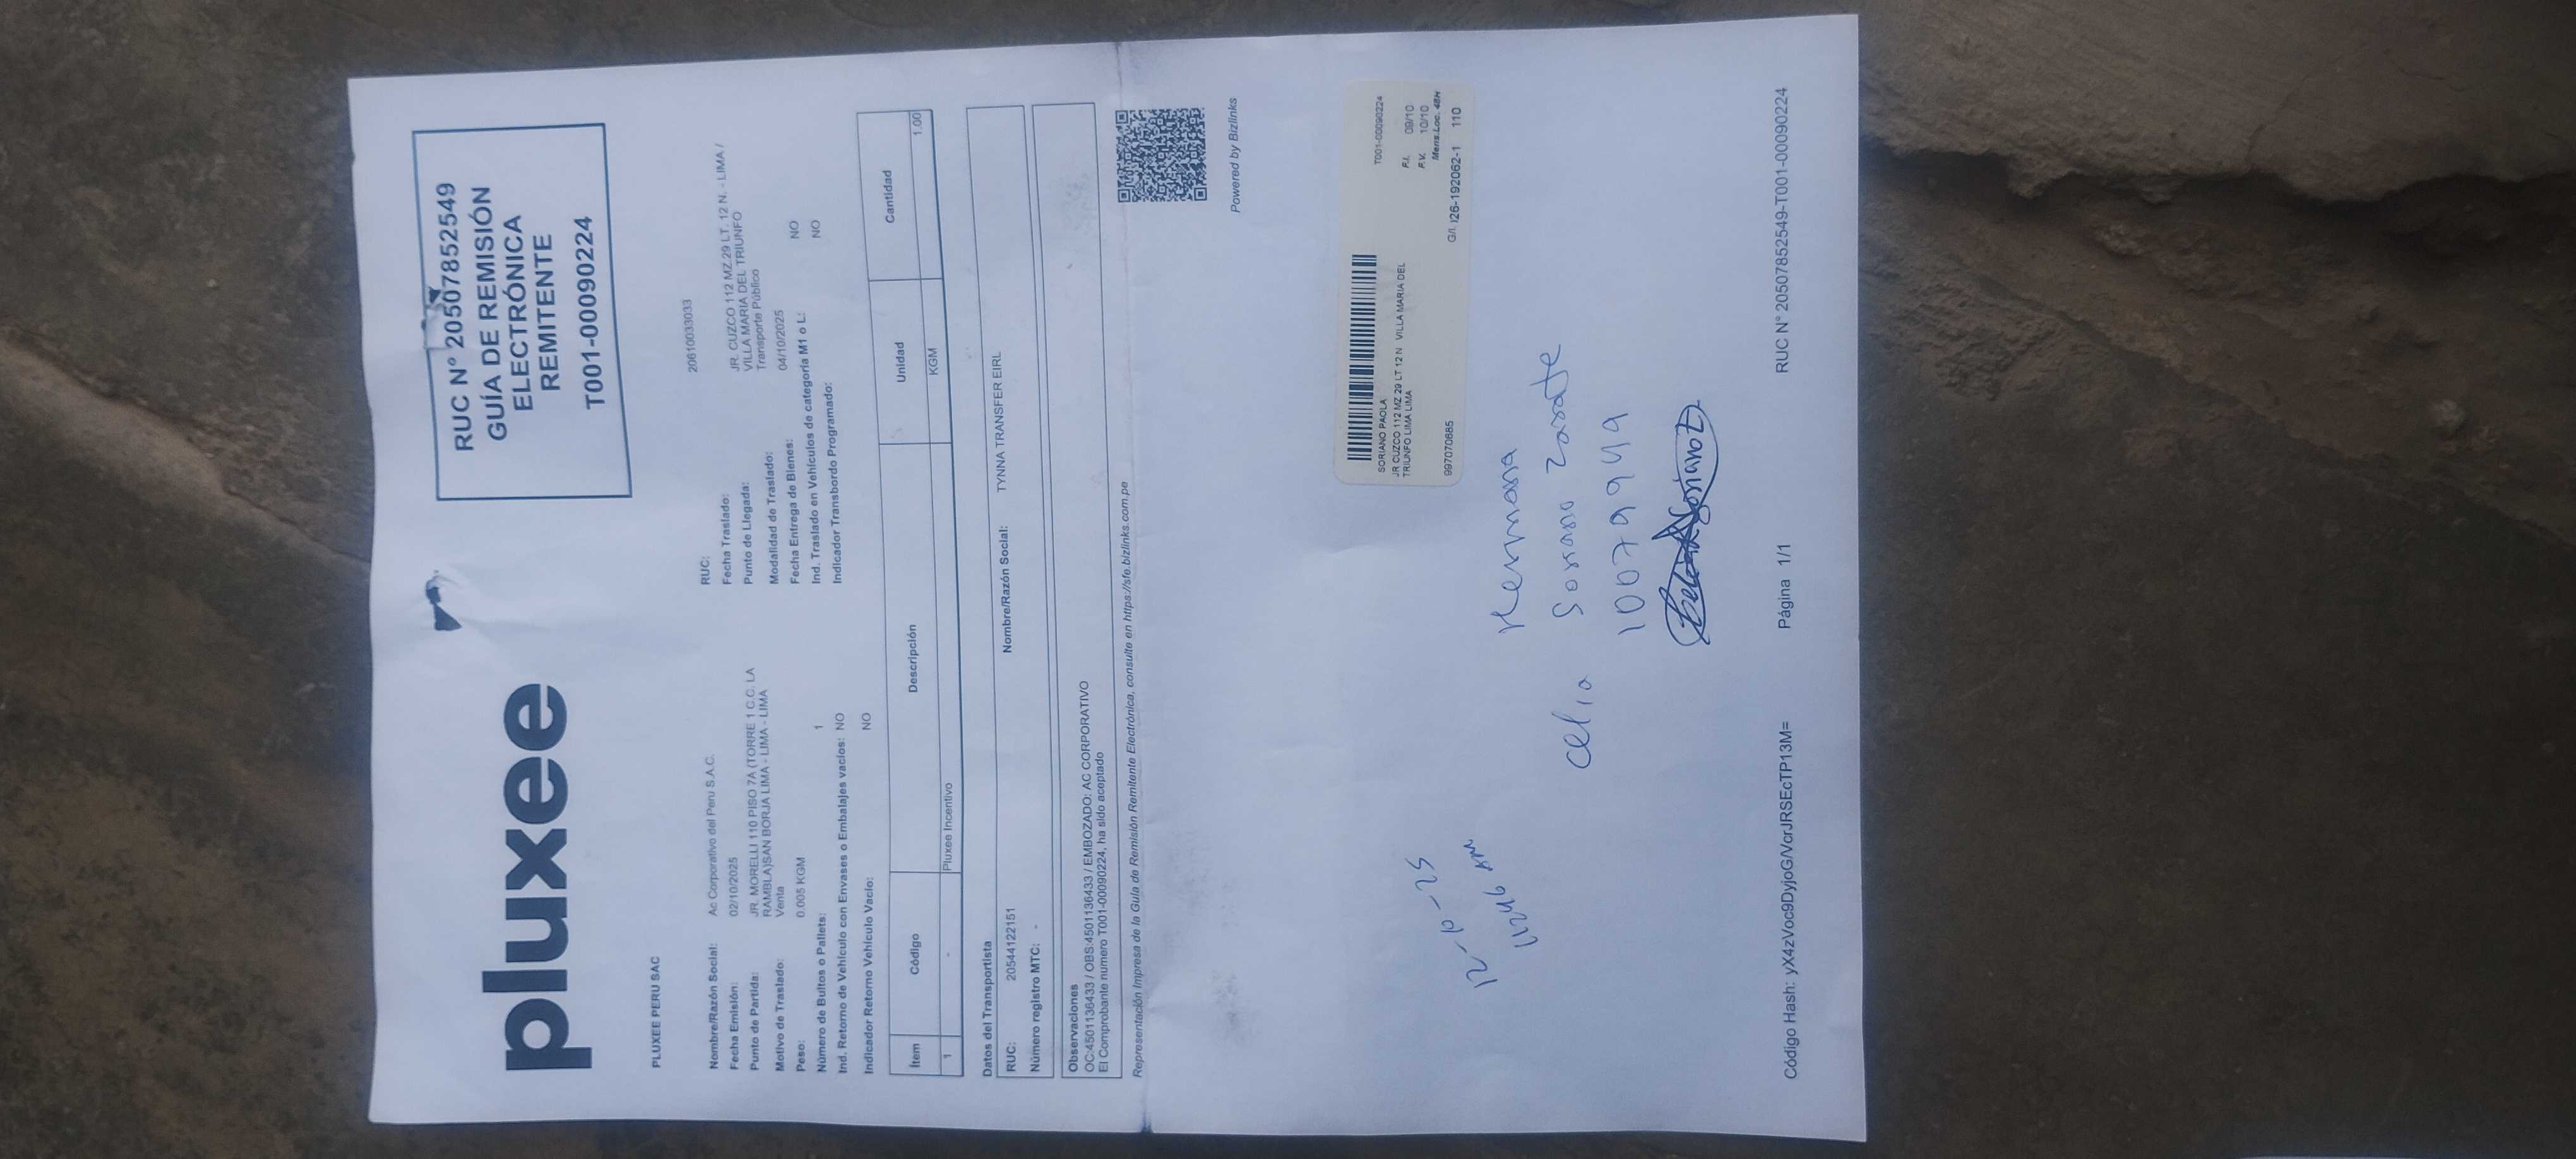 pluxee
RUC Nº 20507852549
GUÍA DE REMISIÓN
ELECTRÓNICA
REMITENTE
T001-00090224
PLUXEE PERU SAC
20610033033
Nombre/Razón Social: Ac Corporativo del Peru S.A.C. RUC:
Fecha Emisión: 02/10/2025 Fecha Traslado:
Punto de Partida: JR. MORELLI 110 PISO 7A (TORRE 1 C.C. LA
RAMBLA)SAN BORJA LIMA - LIMA - LIMA
Punto de Llegada: JR. CUZCO 112 MZ.29 LT. 12 N. - LIMA /
VILLA MARIA DEL TRIUNFO
Motivo de Traslado: Venta Modalidad de Traslado: Transporte Público
Peso: 0.005 KGM Fecha Entrega de Bienes: 04/10/2025
Número de Bultos o Pallets: 1 Ind. Traslado en Vehículos de categoría M1 o L: NO
Ind. Retorno de Vehículo con Envases o Embalajes vacíos: NO Indicador Transbordo Programado: NO
Indicador Retorno Vehículo Vacío: NO
Ítem Código Descripción Unidad Cantidad
1 - Pluxee Incentivo KGM 1.00
Datos del Transportista
RUC: 20544122151 Nombre/Razón Social: TYNNA TRANSFER EIRL
Número registro MTC: -
Observaciones
OC:4501136433 / OBS:4501136433 / EMBOZADO: AC CORPORATIVO
El Comprobante numero T001-00090224, ha sido aceptado
Representación Impresa de la Guía de Remisión Remitente Electrónica, consulte en https://sfe.bizlinks.com.pe
Powered by Bizlinks
T001-00090224
SORIANO PAOLA
JR CUZCO 112 MZ 29 LT 12 N VILLA MARIA DEL
TRIUNFO LIMA LIMA
F.I. 09/10
F.V. 10/10
Mens.Loc. 48H
997070685 G/I. 126-192062-1 110
12-10-25
11:46 AM
Hermana
Celia Soriano Zarate
10079949
Soriano Z
Código Hash: yX4zVoc9DyjoG/VcrJRSEcTP13M= Página 1/1 RUC N° 20507852549-T001-00090224